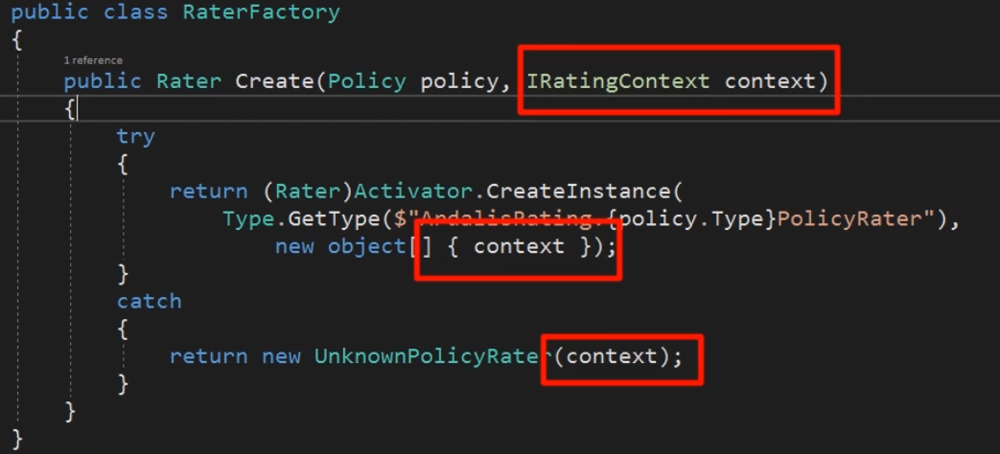 public class RaterFactory
{
1 reference
public Rater Create(Policy policy, IRatingContext context)
{
try
{
return (Rater)Activator.CreateInstance(
Type.GetType($"ArdalisRating.{policy.Type}PolicyRater"),
new object[] { context });
}
catch
{
return new UnknownPolicyRater(context);
}
}
}